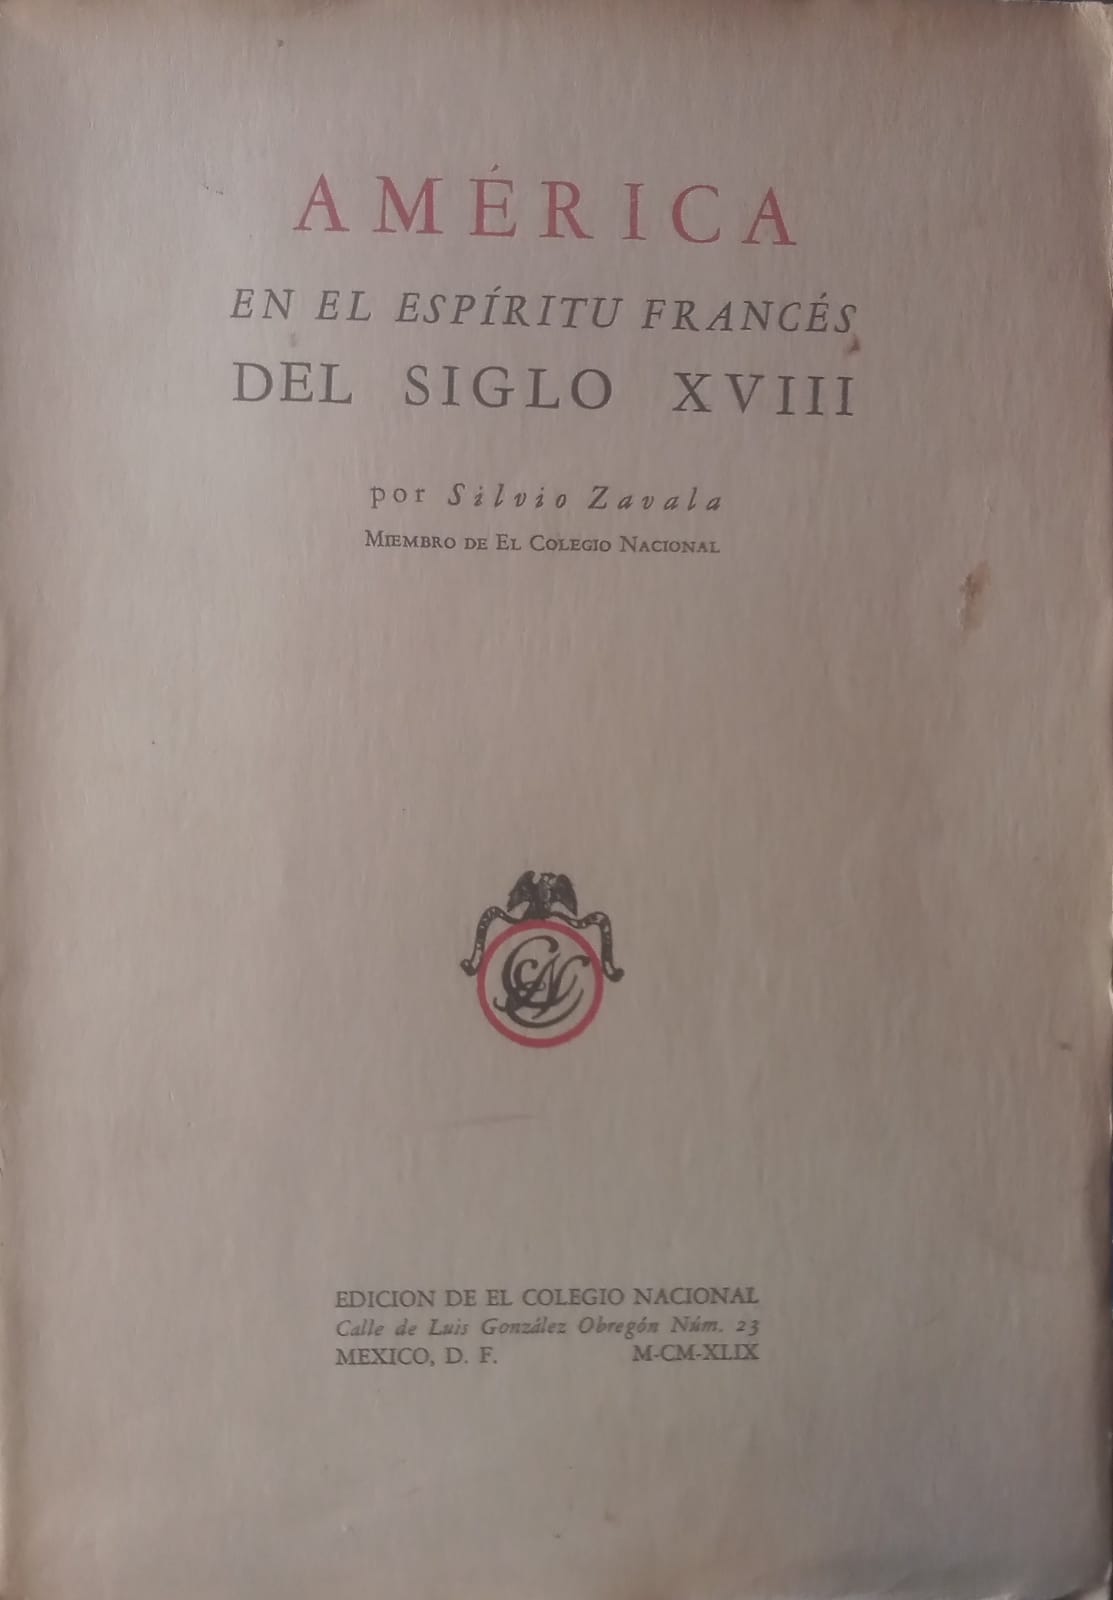 AMÉRICA
EN EL ESPÍRITU FRANCÉS
DEL SIGLO XVIII
por Silvio Zavala
MIEMBRO DE EL COLEGIO NACIONAL
EDICION DE EL COLEGIO NACIONAL
Calle de Luis González Obregón Núm. 23
MEXICO, D. F. M-CM-XLIX